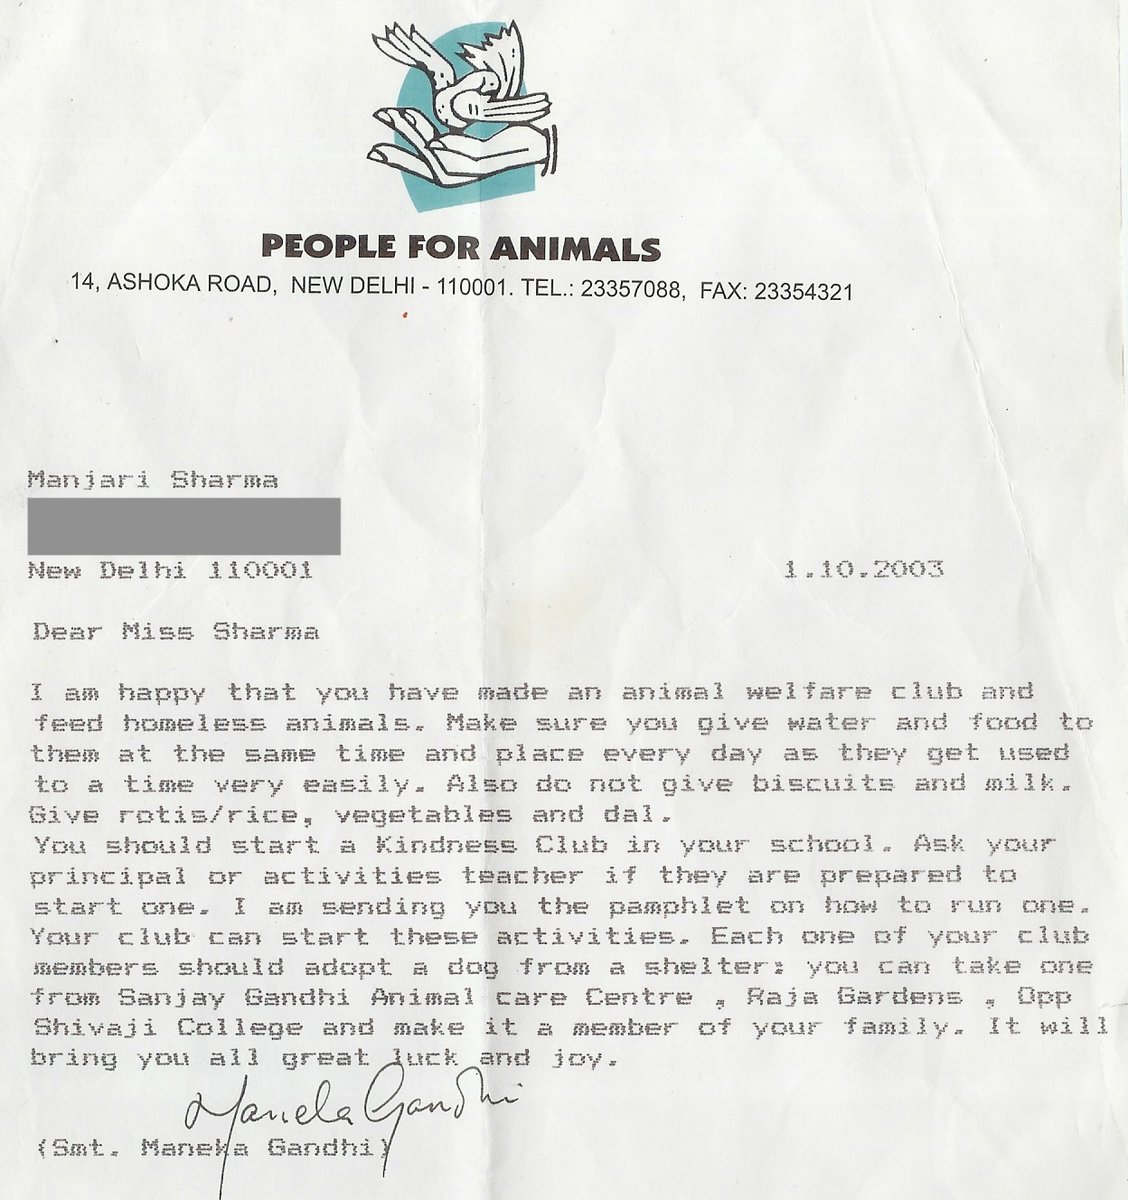 PEOPLE FOR ANIMALS
14, ASHOKA ROAD, NEW DELHI - 110001. TEL.: 23357088, FAX: 23354321
Manjari Sharma
New Delhi 110001 1.10.2003
Dear Miss Sharma
I am happy that you have made an animal welfare club and
feed homeless animals. Make sure you give water and food to
them at the same time and place every day as they get used
to a time very easily. Also do not give biscuits and milk.
Give rotis/rice, vegetables and dal.
You should start a Kindness Club in your school. Ask your
principal or activities teacher if they are prepared to
start one. I am sending you the pamphlet on how to run one.
Your club can start these activities. Each one of your club
members should adopt a dog from a shelter: you can take one
from Sanjay Gandhi Animal care Centre , Raja Gardens , Opp
Shivaji College and make it a member of your family. It will
bring you all great luck and joy.
Maneka Gandhi
(Smt. Maneka Gandhi)